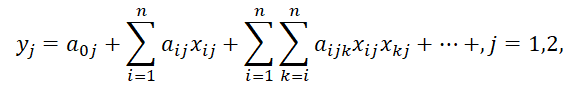 y_j = a_{0j} + \sum_{i=1}^{n} a_{ij}x_{ij} + \sum_{i=1}^{n} \sum_{k=i}^{n} a_{ijk}x_{ij}x_{kj} + ⋯ +, j = 1,2,